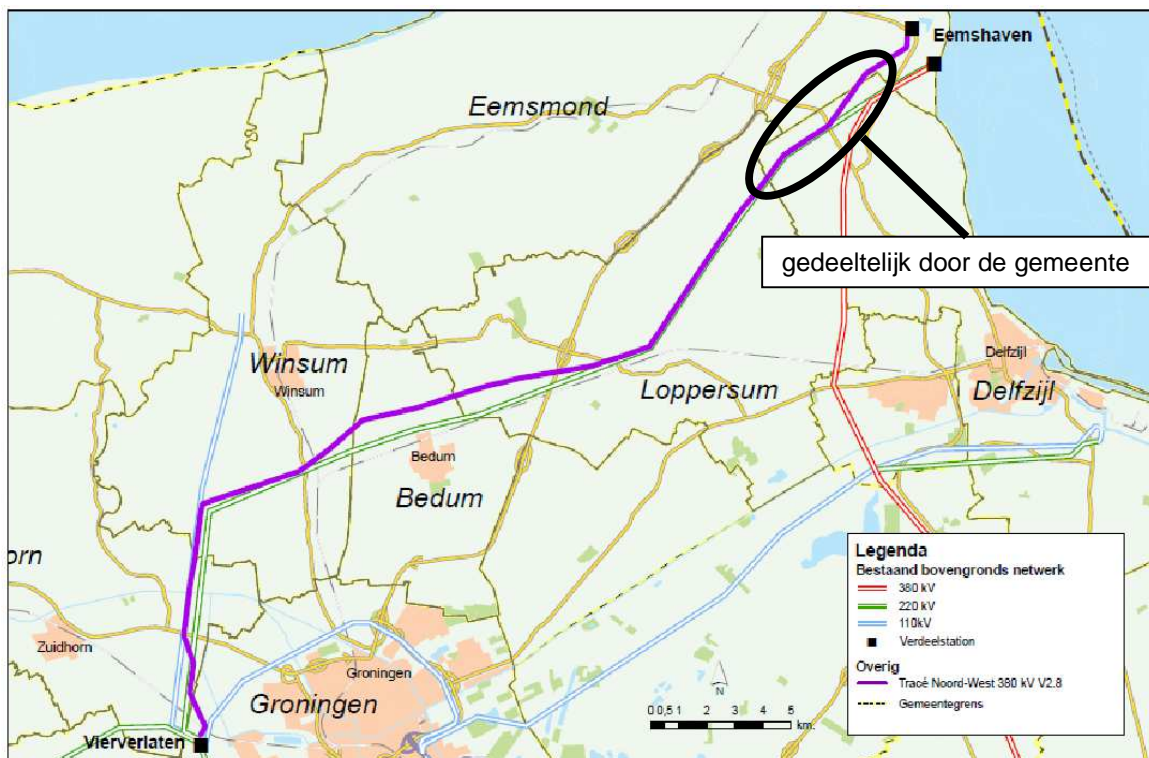 Eemshaven
Eemsmond
gedeeltelijk door de gemeente
Winsum
Winsum
Loppersum
Delfzijl
Delfzijl
Bedum
Bedum
orn
Zuidhorn
Groningen
Groningen
Vierverlaten
N
0 0,5 1 2 3 4 5
km.
Legenda
Bestaand bovengronds netwerk
380 kV
220 kV
110kV
Verdeelstation
Overig
Tracé Noord-West 380 kV V2.8
Gemeentegrens